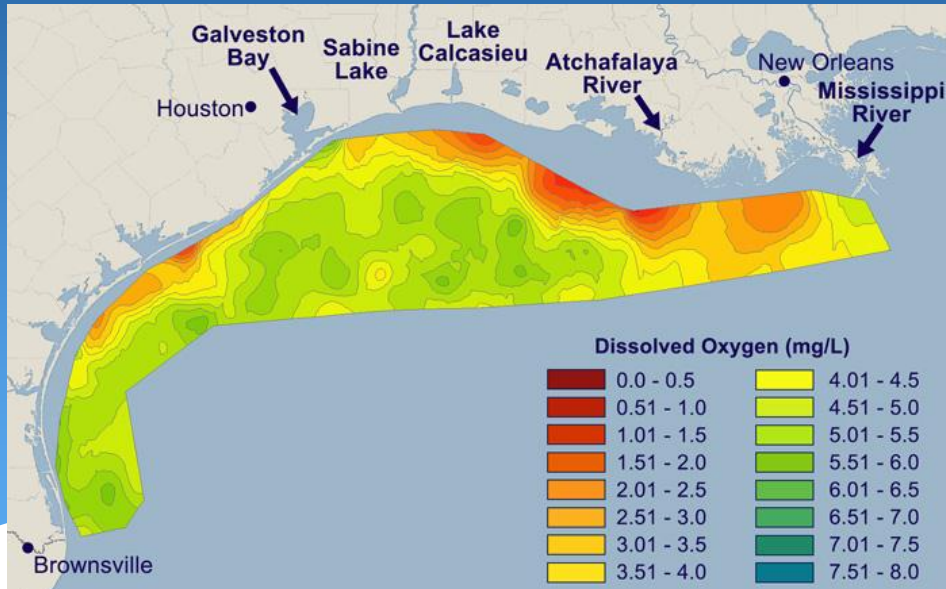 Galveston
Bay
Sabine
Lake
Lake
Calcasieu
Atchafalaya
River
New Orleans
Mississippi
River
Houston
Brownsville
Dissolved Oxygen (mg/L)
0.0 - 0.5
0.51 - 1.0
1.01 - 1.5
1.51 - 2.0
2.01 - 2.5
2.51 - 3.0
3.01 - 3.5
3.51 - 4.0
4.01 - 4.5
4.51 - 5.0
5.01 - 5.5
5.51 - 6.0
6.01 - 6.5
6.51 - 7.0
7.01 - 7.5
7.51 - 8.0